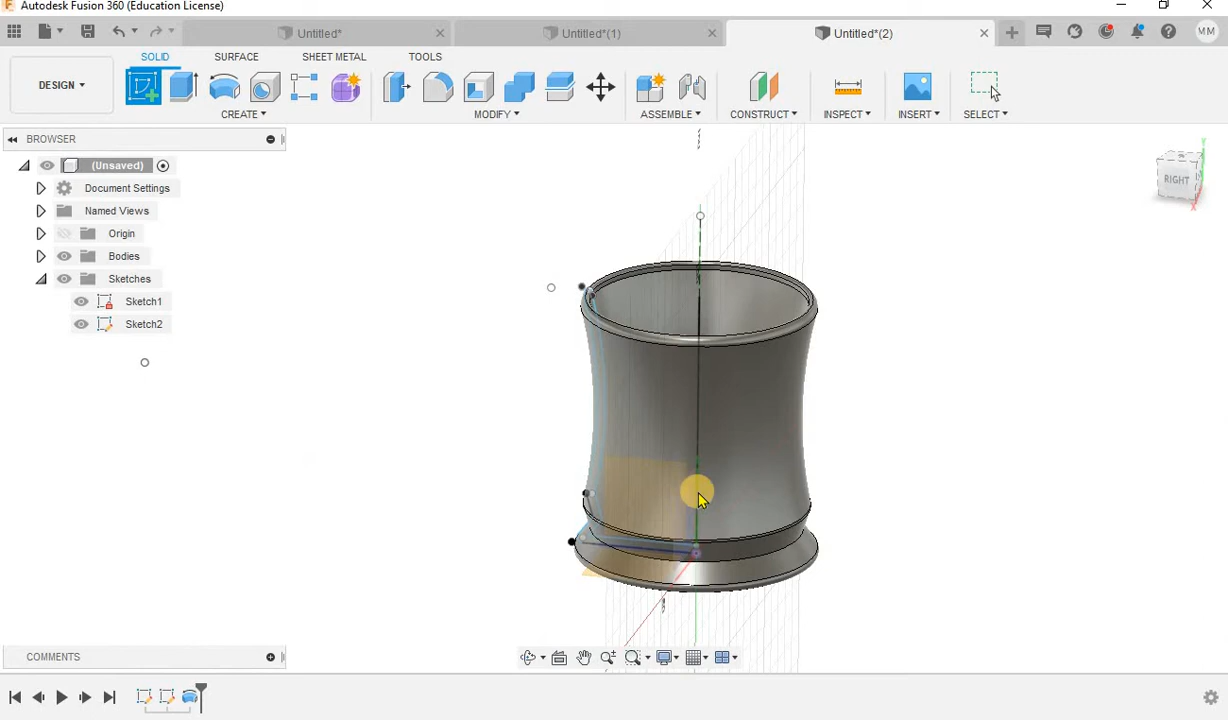 Autodesk Fusion 360 (Education License)
Untitled*
Untitled*(1)
Untitled*(2)
MM
SOLID
SURFACE
SHEET METAL
TOOLS
DESIGN
CREATE
MODIFY
ASSEMBLE
CONSTRUCT
INSPECT
INSERT
SELECT
BROWSER
(Unsaved)
Document Settings
Named Views
Origin
Bodies
Sketches
Sketch1
Sketch2
RIGHT
Y
X
COMMENTS